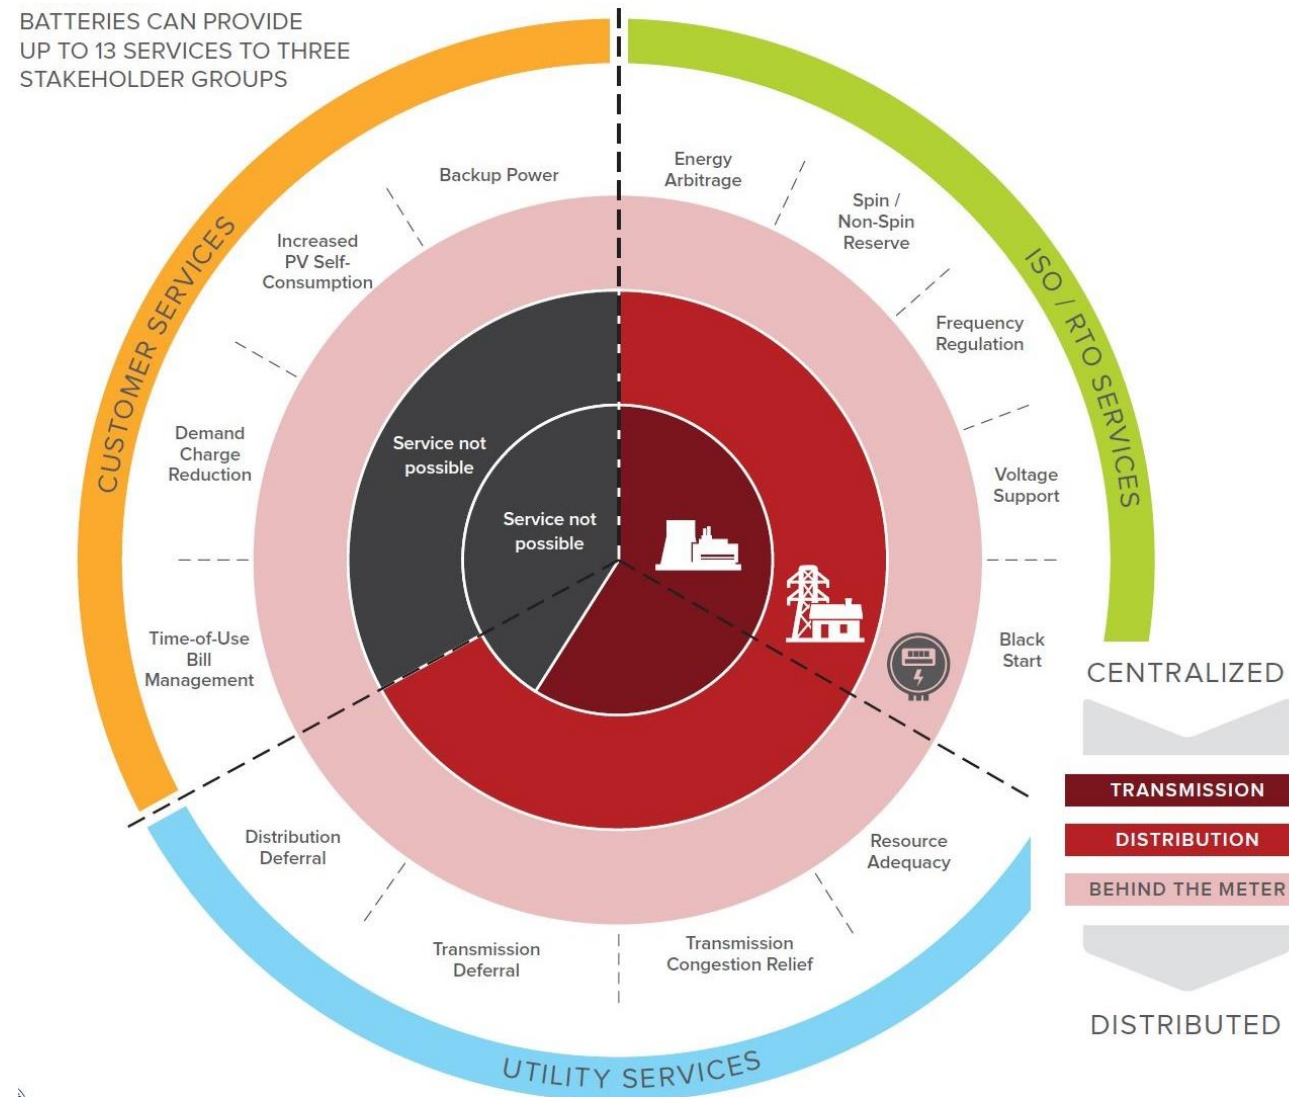 BATTERIES CAN PROVIDE
UP TO 13 SERVICES TO THREE
STAKEHOLDER GROUPS
CUSTOMER SERVICES
ISO / RTO SERVICES
UTILITY SERVICES
Backup Power
Increased
PV Self-
Consumption
Demand
Charge
Reduction
Time-of-Use
Bill
Management
Energy
Arbitrage
Spin /
Non-Spin
Reserve
Frequency
Regulation
Voltage
Support
Black
Start
Resource
Adequacy
Transmission
Congestion Relief
Transmission
Deferral
Distribution
Deferral
Service not
possible
Service not
possible
CENTRALIZED
TRANSMISSION
DISTRIBUTION
BEHIND THE METER
DISTRIBUTED